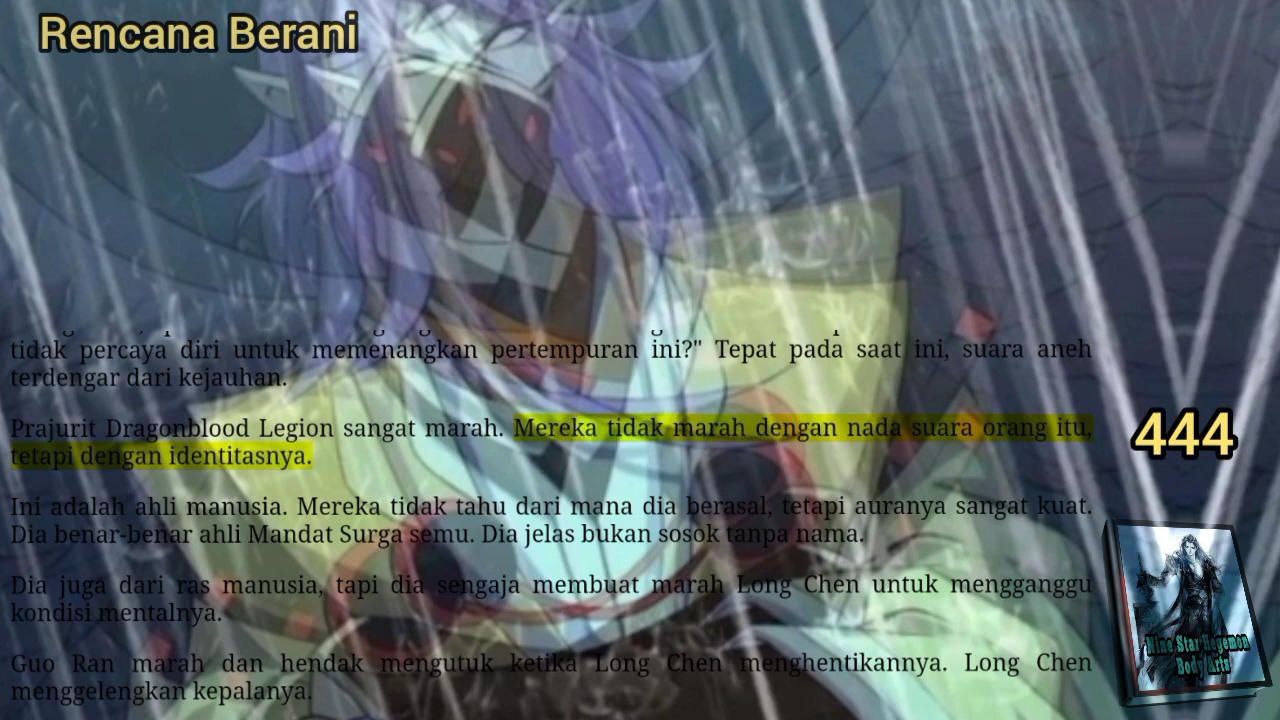 Rencana Berani
tidak percaya diri untuk memenangkan pertempuran ini?" Tepat pada saat ini, suara aneh
terdengar dari kejauhan.
Prajurit Dragonblood Legion sangat marah. Mereka tidak marah dengan nada suara orang itu,
tetapi dengan identitasnya.
Ini adalah ahli manusia. Mereka tidak tahu dari mana dia berasal, tetapi auranya sangat kuat.
Dia benar-benar ahli Mandat Surga semu. Dia jelas bukan sosok tanpa nama.
Dia juga dari ras manusia, tapi dia sengaja membuat marah Long Chen untuk mengganggu
kondisi mentalnya.
Guo Ran marah dan hendak mengutuk ketika Long Chen menghentikannya. Long Chen
menggelengkan kepalanya.
444
Nine Star Hegemon
Body Arts